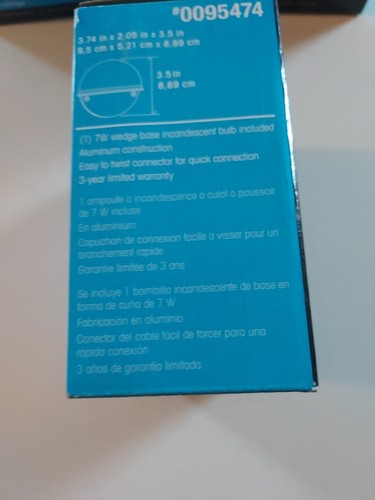 #0095474
3.74 in x 2.05 in x 3.5 in
9,5 cm x 5,21 cm x 8,89 cm
3.5 in
8,89 cm
(1) 7W wedge base incandescent bulb included
Aluminum construction
Easy to twist connector for quick connection
3-year limited warranty
1 ampoule à incandescence à culot à poussoir
de 7 W incluse
En aluminium
Capuchon de connexion facile à visser pour un
branchement rapide
Garantie limitée de 3 ans
Se incluye 1 bombilla incandescente de base en
forma de cuña de 7 W
Fabricación en aluminio
Conector del cable fácil de torcer para una
rápida conexión
3 años de garantía limitada